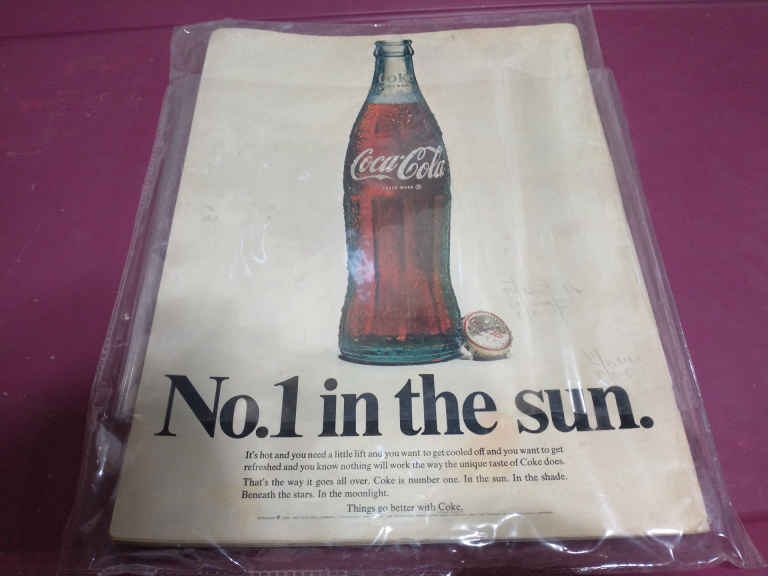 Coke
Coca-Cola
TRADE MARK ®
No.1 in the sun.
It's hot and you need a little lift and you want to get cooled off and you want to get
refreshed and you know nothing will work the way the unique taste of Coke does.
That's the way it goes all over. Coke is number one. In the sun. In the shade.
Beneath the stars. In the moonlight.
Things go better with Coke.